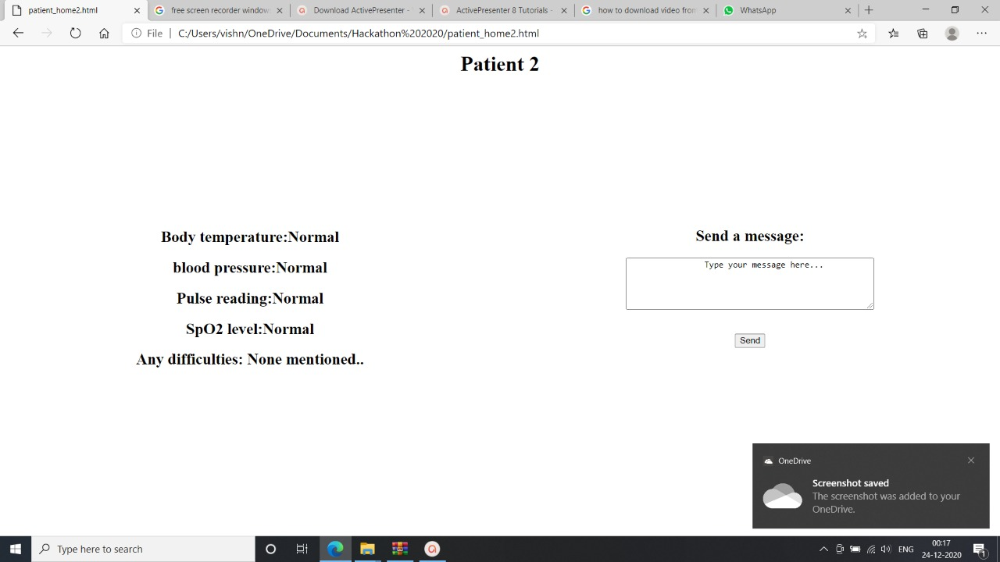 patient_home2.html
free screen recorder window
Download ActivePresenter -
ActivePresenter 8 Tutorials -
how to download video from
WhatsApp
File | C:/Users/vishn/OneDrive/Documents/Hackathon%202020/patient_home2.html
Patient 2
Body temperature:Normal
blood pressure:Normal
Pulse reading:Normal
SpO2 level:Normal
Any difficulties: None mentioned..
Send a message:
Type your message here...
Send
OneDrive
Screenshot saved
The screenshot was added to your
OneDrive.
Type here to search
ENG
00:17
24-12-2020
1